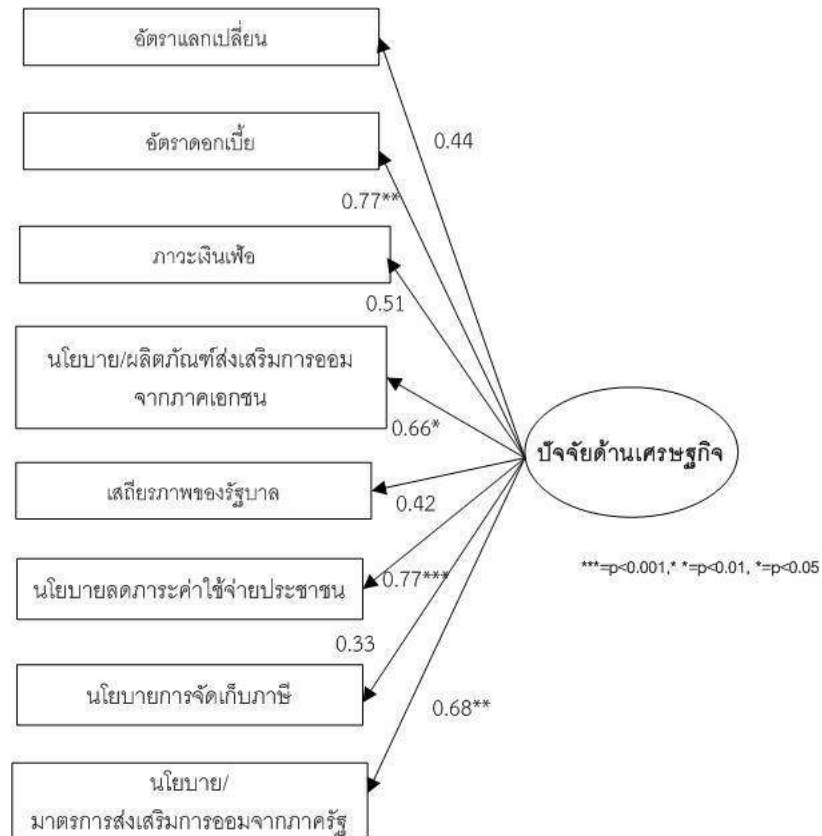 อัตราแลกเปลี่ยน
0.44
อัตราดอกเบี้ย
0.77**
ภาวะเงินเฟ้อ
0.51
นโยบาย/ผลิตภัณฑ์ส่งเสริมการออม
จากภาคเอกชน
0.66*
ปัจจัยด้านเศรษฐกิจ
เสถียรภาพของรัฐบาล
0.42
***=p<0.001,* *=p<0.01, *=p<0.05
นโยบายลดภาระค่าใช้จ่ายประชาชน
0.77***
0.33
นโยบายการจัดเก็บภาษี
0.68**
นโยบาย/
มาตรการส่งเสริมการออมจากภาครัฐ